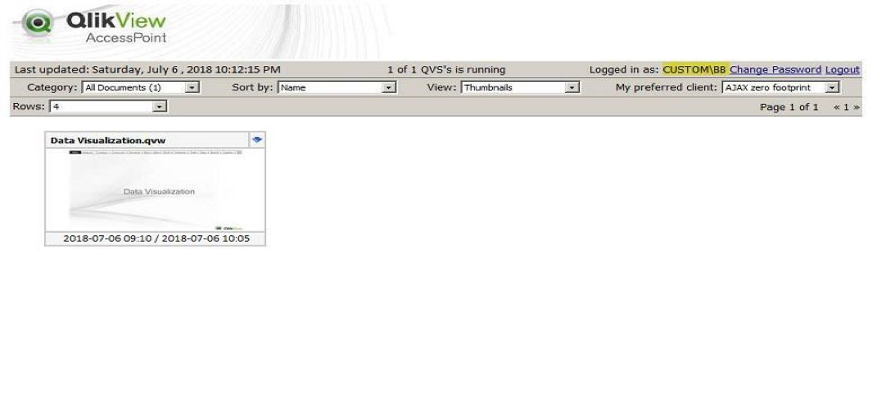 QlikView
AccessPoint
Last updated: Saturday, July 6 , 2018 10:12:15 PM 1 of 1 QVS's is running Logged in as: CUSTOM\BB Change Password Logout
Category: All Documents (1) Sort by: Name View: Thumbnails My preferred client: AJAX zero footprint
Rows: 4 Page 1 of 1 « 1 »
Data Visualization.qvw
Data Visualization
2018-07-06 09:10 / 2018-07-06 10:05